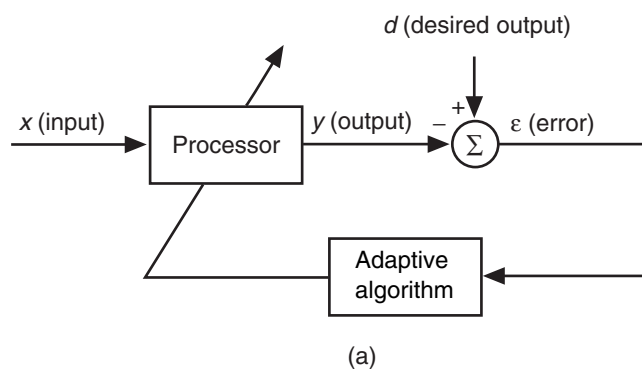 d (desired output)
x (input)
Processor
y (output)
− +
Σ
ε (error)
Adaptive
algorithm
(a)